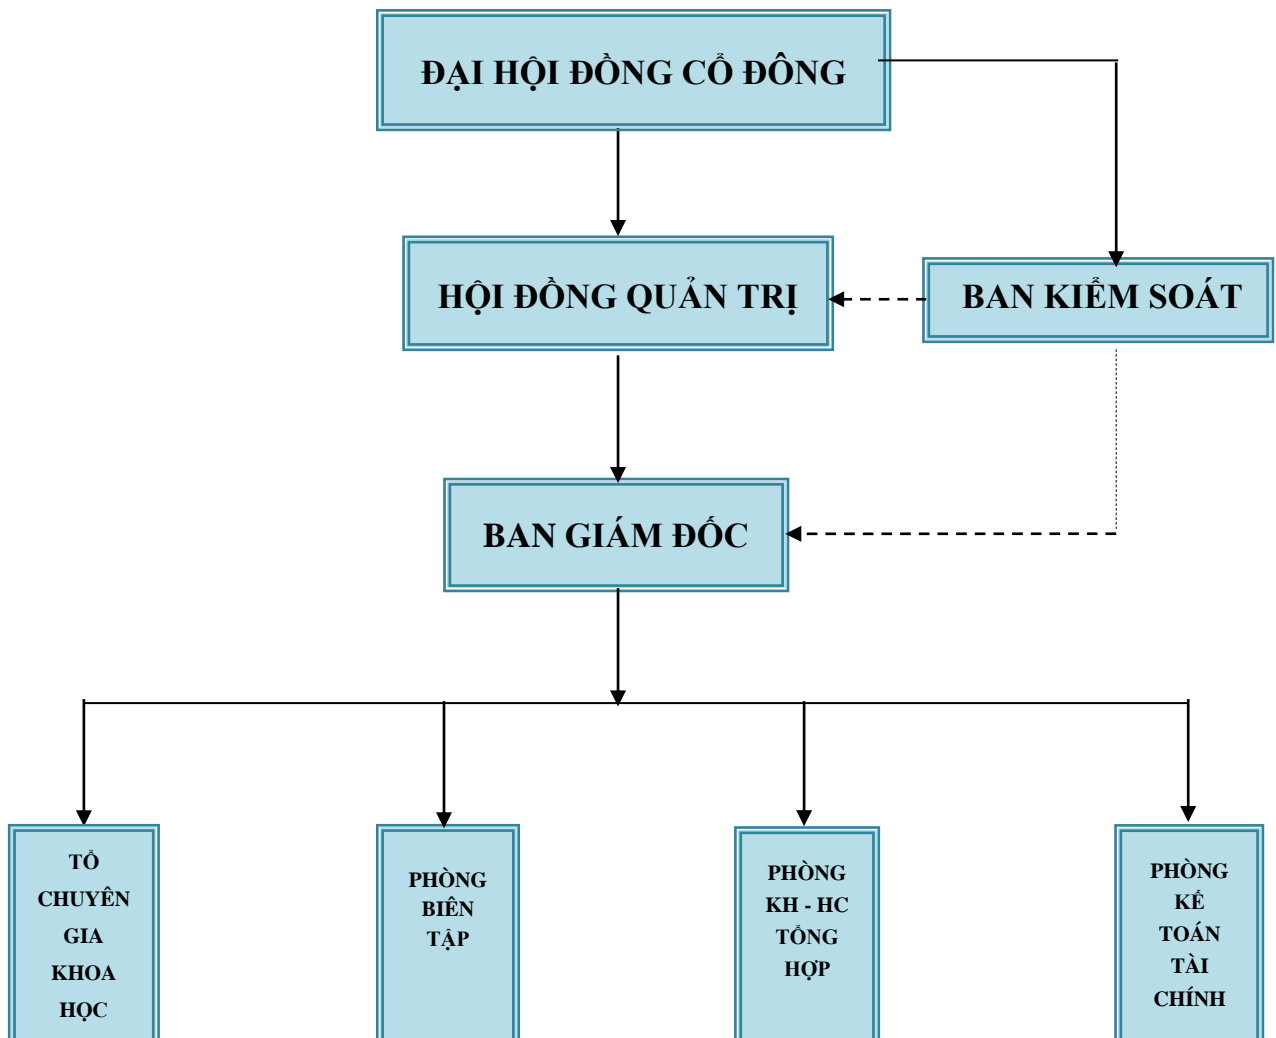 ĐẠI HỘI ĐỒNG CỔ ĐÔNG
HỘI ĐỒNG QUẢN TRỊ
BAN KIỂM SOÁT
BAN GIÁM ĐỐC
TỔ
CHUYÊN
GIA
KHOA
HỌC
PHÒNG
BIÊN
TẬP
PHÒNG
KH - HC
TỔNG
HỢP
PHÒNG
KẾ
TOÁN
TÀI
CHÍNH